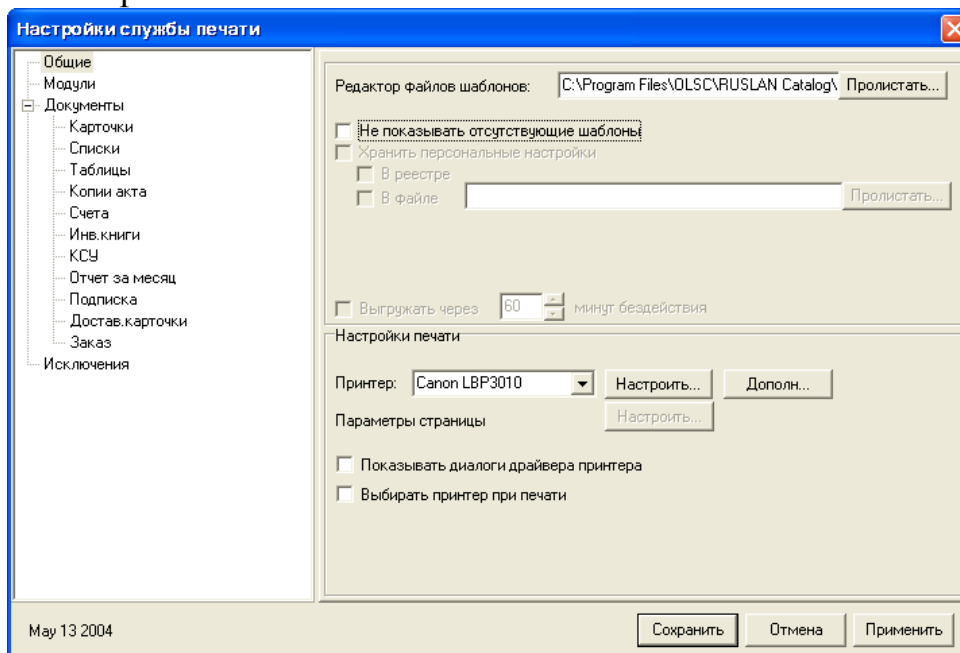 Настройки службы печати
Общие
Модули
Документы
Карточки
Списки
Таблицы
Копии акта
Счета
Инв.книги
КСУ
Отчет за месяц
Подписка
Достав.карточки
Заказ
Исключения
Редактор файлов шаблонов: C:\Program Files\OLSC\RUSLAN Catalog\ Пролистать...
Не показывать отсутствующие шаблоны
Хранить персональные настройки
В реестре
В файле Пролистать...
Выгружать через 60 минут бездействия
Настройки печати
Принтер: Canon LBP3010 Настроить... Дополн...
Параметры страницы Настроить...
Показывать диалоги драйвера принтера
Выбирать принтер при печати
May 13 2004 Сохранить Отмена Применить